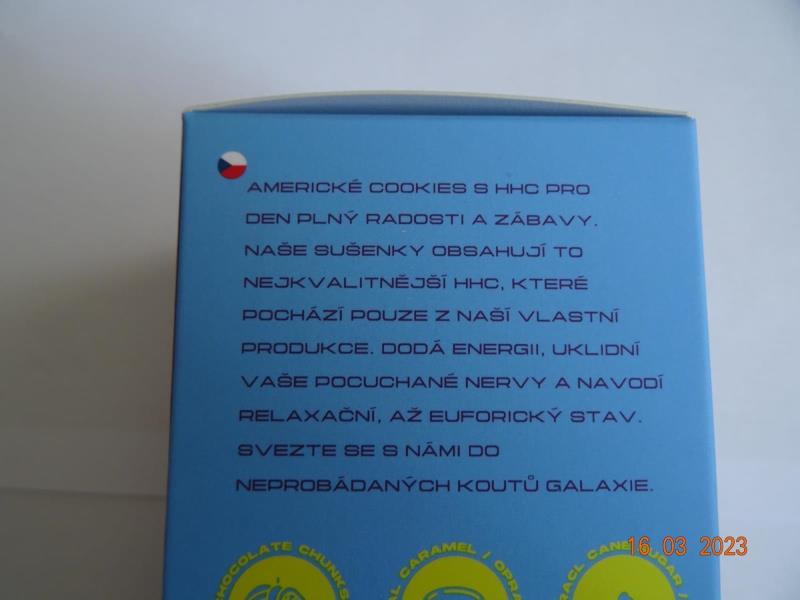 AMERICKÉ COOKIES S HHC PRO
DEN PLNÝ RADOSTI A ZÁBAVY.
NAŠE SUŠENKY OBSAHUJÍ TO
NEJKVALITNĚJŠÍ HHC, KTERÉ
POCHÁZÍ POUZE Z NAŠÍ VLASTNÍ
PRODUKCE. DODÁ ENERGII, UKLIDNÍ
VAŠE POCUCHANÉ NERVY A NAVODÍ
RELAXAČNÍ, AŽ EUFORICKÝ STAV.
SVEZTE SE S NÁMI DO
NEPROBÁDANÝCH KOUTŮ GALAXIE.
CHOCOLATE CHUNKS
CARAMEL /
CANE SUGAR /
16 03 2023